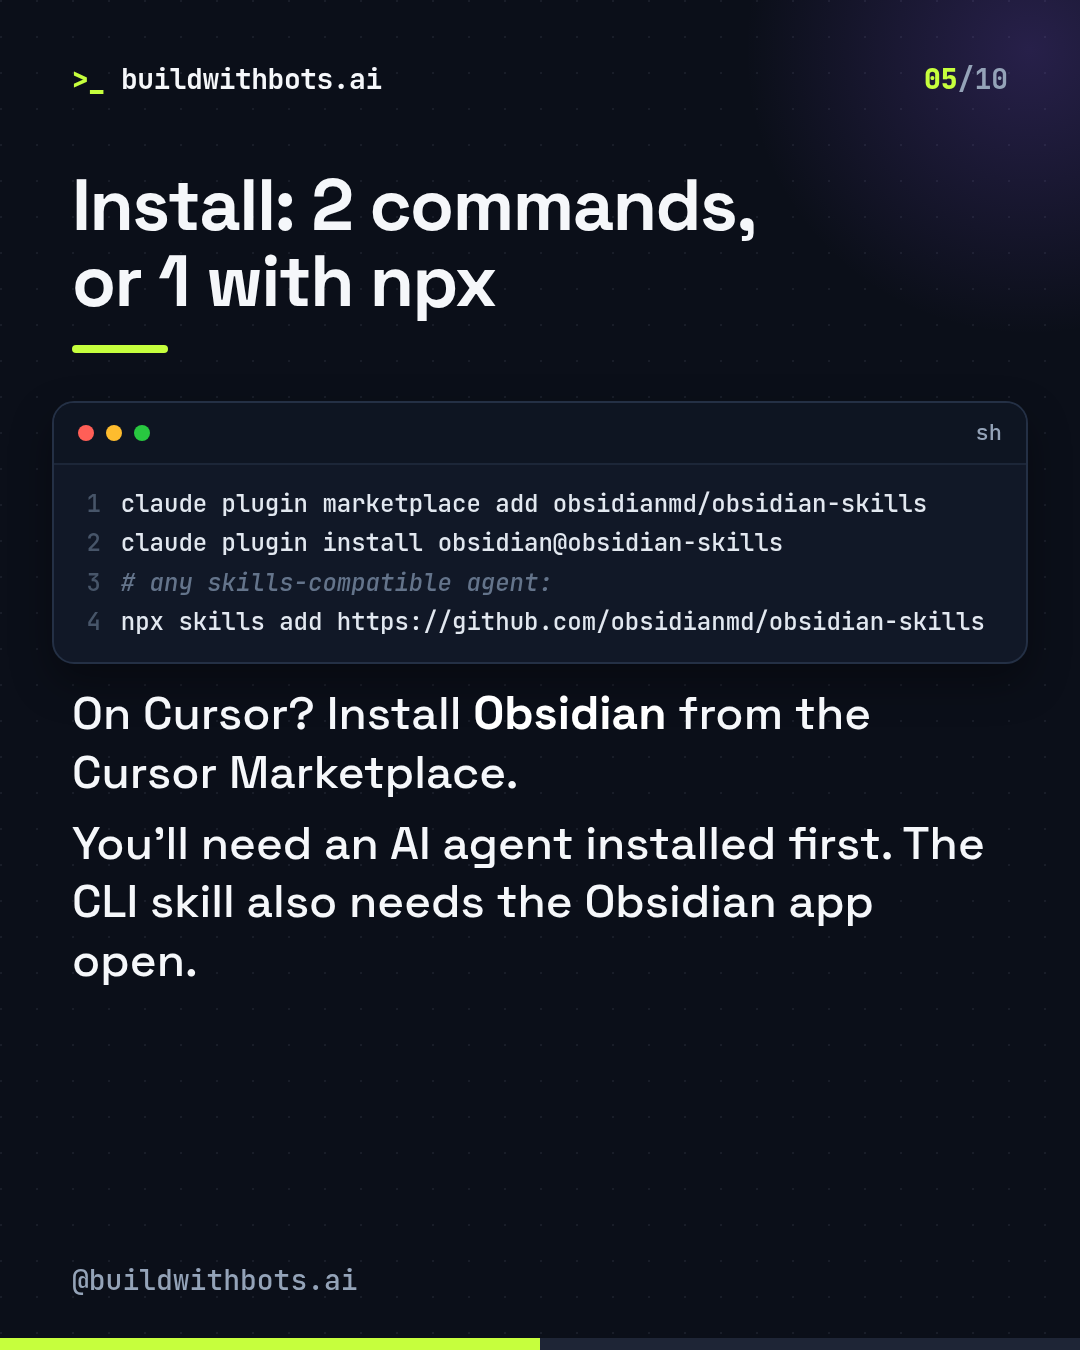 >_ buildwithbots.ai
05/10
Install: 2 commands,
or 1 with npx
sh
1 claude plugin marketplace add obsidianmd/obsidian-skills
2 claude plugin install obsidian@obsidian-skills
3 # any skills-compatible agent:
4 npx skills add https://github.com/obsidianmd/obsidian-skills
On Cursor? Install Obsidian from the
Cursor Marketplace.
You’ll need an AI agent installed first. The
CLI skill also needs the Obsidian app
open.
@buildwithbots.ai